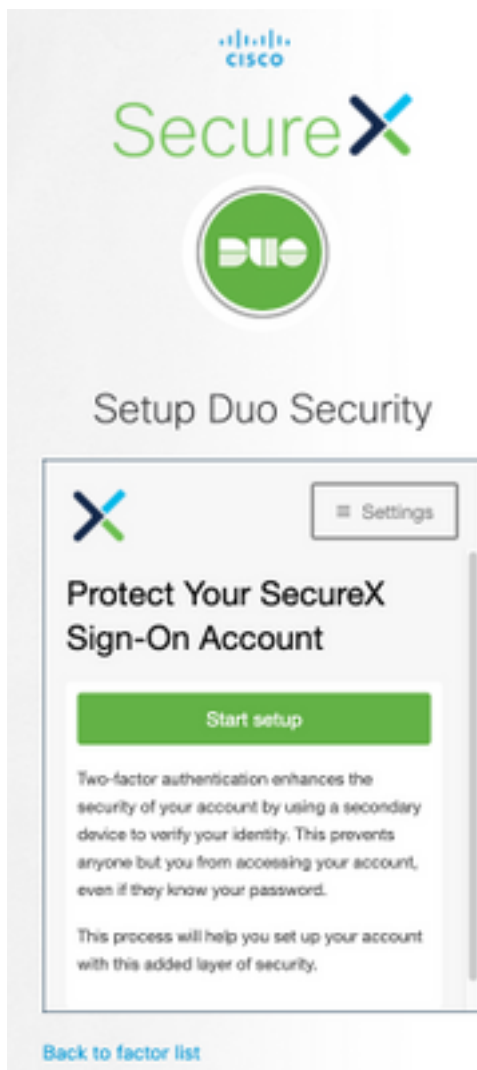 CISCO
SecureX
DUO
Setup Duo Security
≡ Settings
Protect Your SecureX
Sign-On Account
Start setup
Two-factor authentication enhances the
security of your account by using a secondary
device to verify your identity. This prevents
anyone but you from accessing your account,
even if they know your password.
This process will help you set up your account
with this added layer of security.
Back to factor list